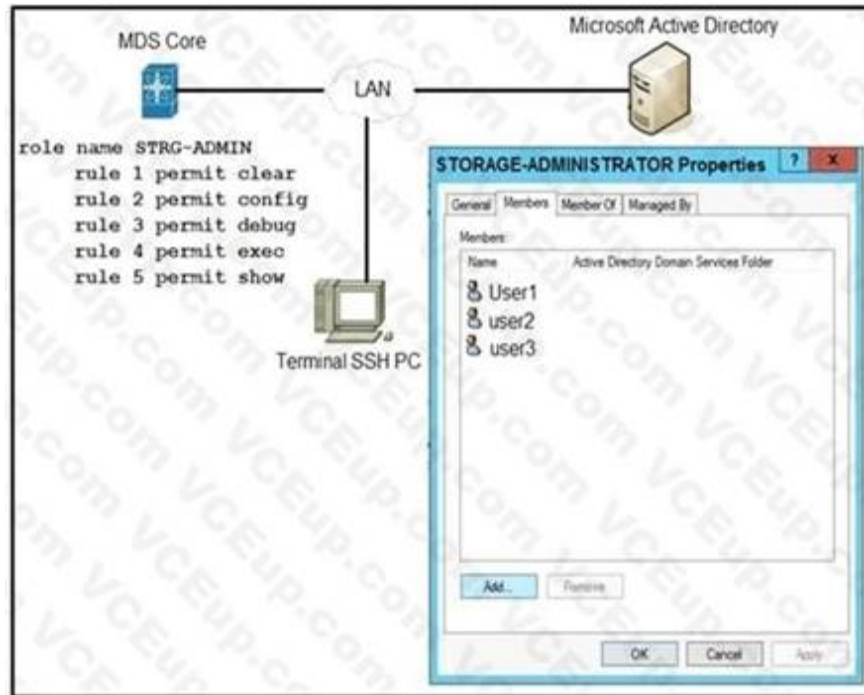 MDS Core
Microsoft Active Directory
LAN
role name STRG-ADMIN
rule 1 permit clear
rule 2 permit config
rule 3 permit debug
rule 4 permit exec
rule 5 permit show
Terminal SSH PC
STORAGE-ADMINISTRATOR Properties ? X
General Members Member Of Managed By
Members:
Name Active Directory Domain Services Folder
User1
user2
user3
Add... Remove
OK Cancel Apply
VCEup.com